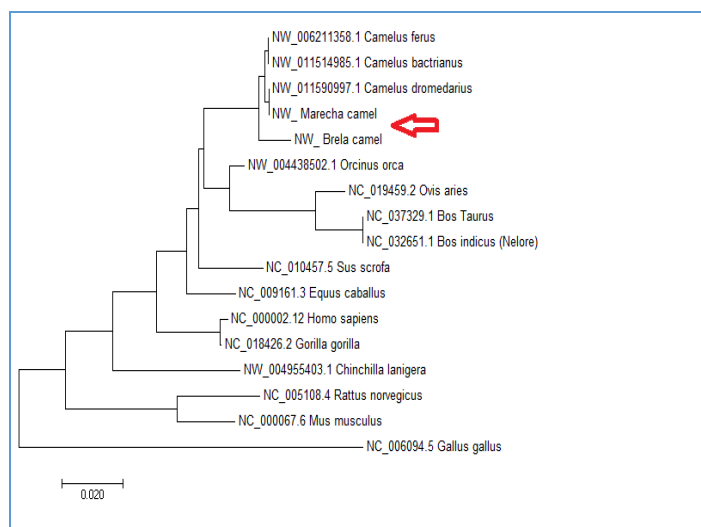 NW_006211358.1 Camelus ferus
NW_011514985.1 Camelus bactrianus
NW_011590997.1 Camelus dromedarius
NW_ Marecha camel
NW_ Brela camel
NW_004438502.1 Orcinus orca
NC_019459.2 Ovis aries
NC_037329.1 Bos Taurus
NC_032651.1 Bos indicus (Nelore)
NC_010457.5 Sus scrofa
NC_009161.3 Equus caballus
NC_000002.12 Homo sapiens
NC_018426.2 Gorilla gorilla
NW_004955403.1 Chinchilla lanigera
NC_005108.4 Rattus norvegicus
NC_000067.6 Mus musculus
NC_006094.5 Gallus gallus
0.020